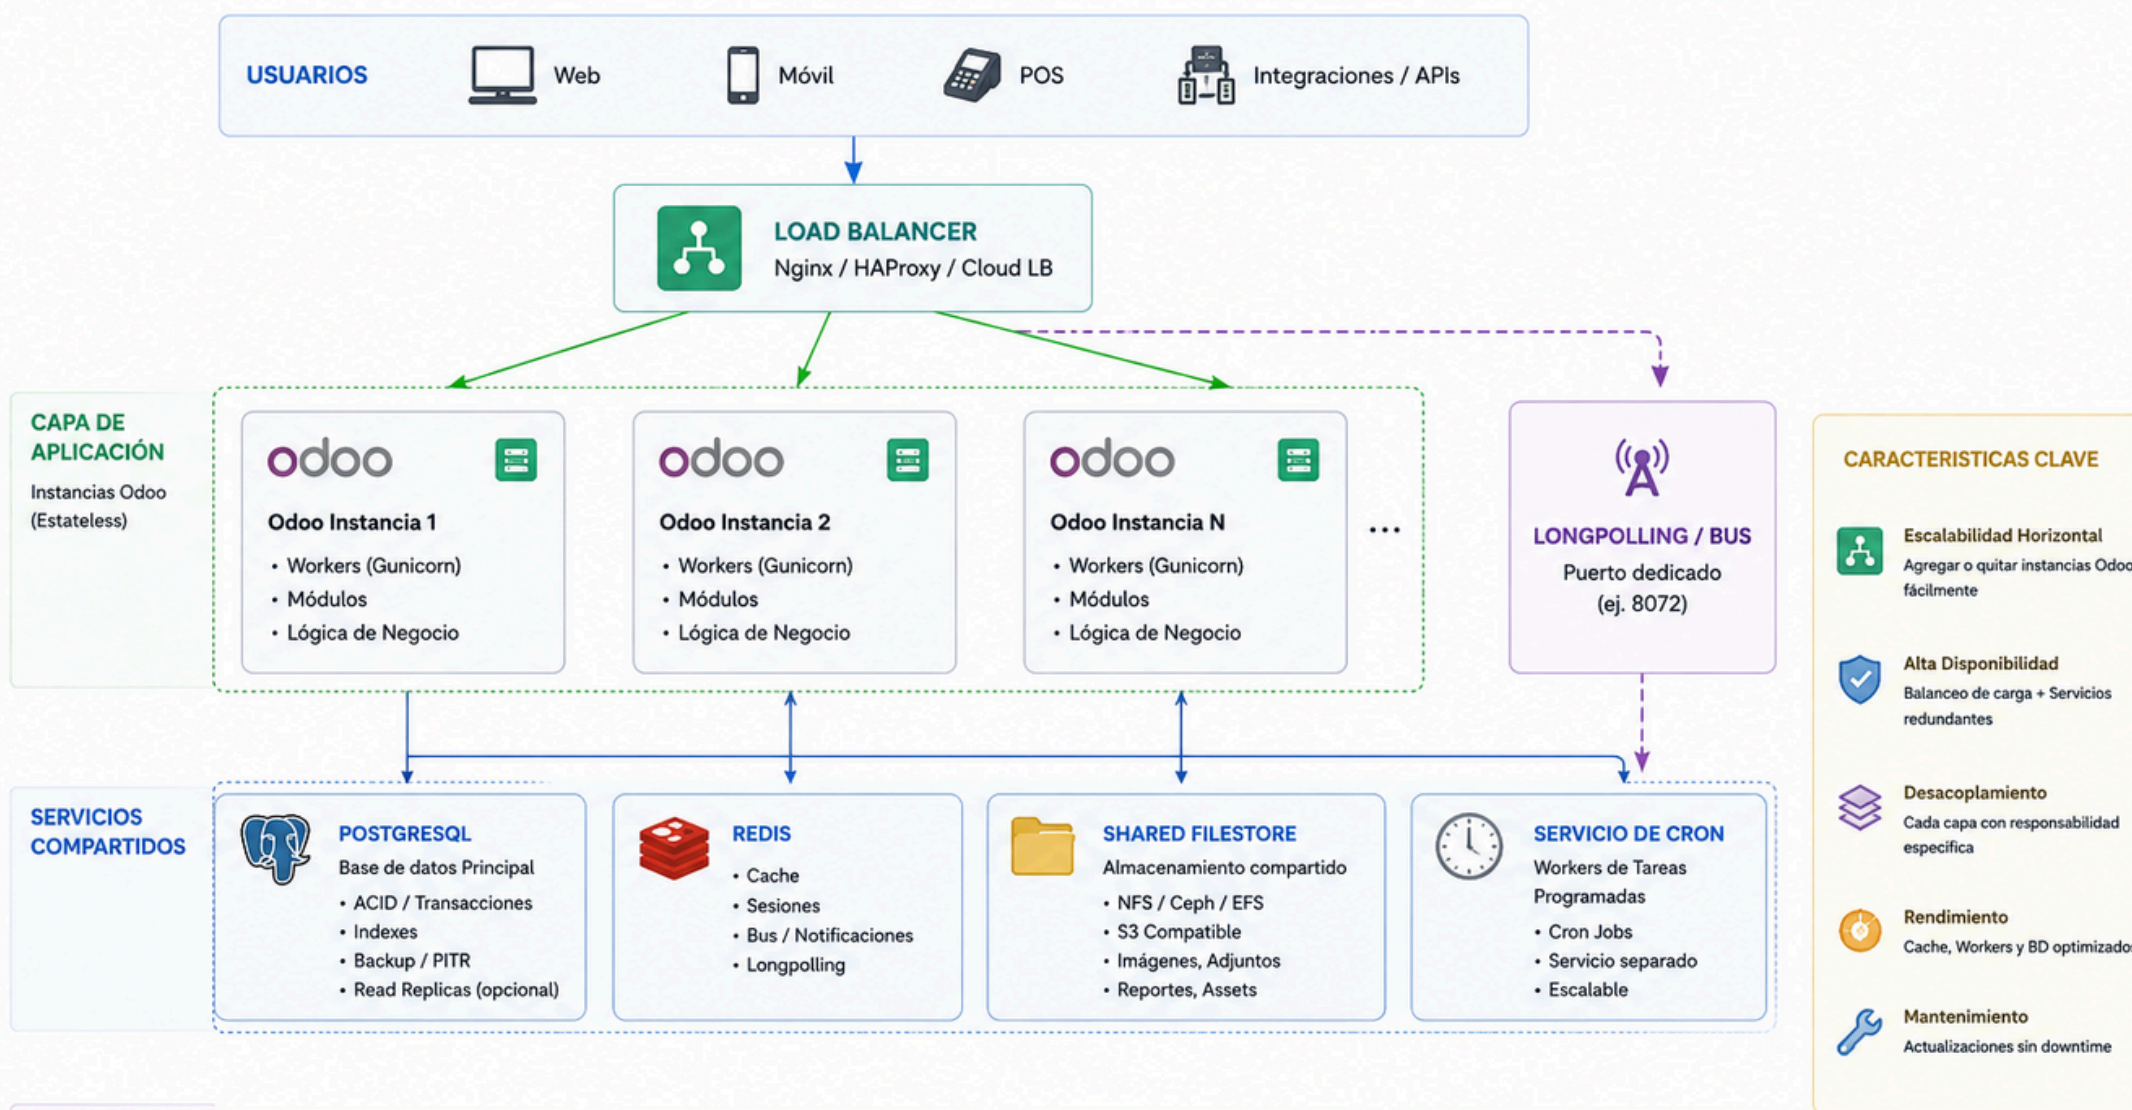 USUARIOS
Web
Móvil
POS
Integraciones / APIs
LOAD BALANCER
Nginx / HAProxy / Cloud LB
CAPA DE
APLICACIÓN
Instancias Odoo
(Estateless)
odoo
Odoo Instancia 1
• Workers (Gunicorn)
• Módulos
• Lógica de Negocio
odoo
Odoo Instancia 2
• Workers (Gunicorn)
• Módulos
• Lógica de Negocio
odoo
Odoo Instancia N
• Workers (Gunicorn)
• Módulos
• Lógica de Negocio
...
LONGPOLLING / BUS
Puerto dedicado
(ej. 8072)
SERVICIOS
COMPARTIDOS
POSTGRESQL
Base de datos Principal
• ACID / Transacciones
• Indexes
• Backup / PITR
• Read Replicas (opcional)
REDIS
• Cache
• Sesiones
• Bus / Notificaciones
• Longpolling
SHARED FILESTORE
Almacenamiento compartido
• NFS / Ceph / EFS
• S3 Compatible
• Imágenes, Adjuntos
• Reportes, Assets
SERVICIO DE CRON
Workers de Tareas
Programadas
• Cron Jobs
• Servicio separado
• Escalable
CARACTERISTICAS CLAVE
Escalabilidad Horizontal
Agregar o quitar instancias Odoo
fácilmente
Alta Disponibilidad
Balanceo de carga + Servicios
redundantes
Desacoplamiento
Cada capa con responsabilidad
especifica
Rendimiento
Cache, Workers y BD optimizados
Mantenimiento
Actualizaciones sin downtime